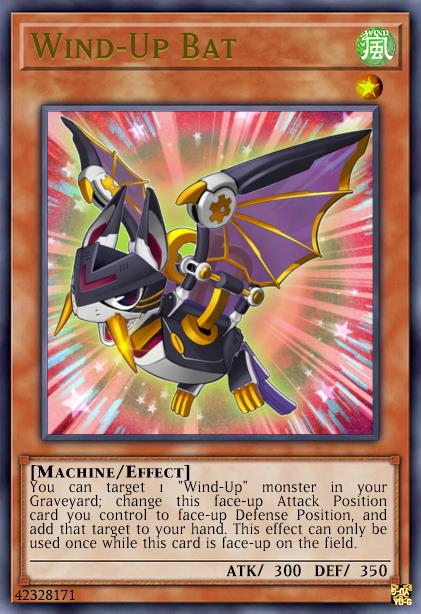 Wind-Up Bat
WIND
風
[Machine/Effect]
You can target 1 "Wind-Up" monster in your
Graveyard; change this face-up Attack Position
card you control to face-up Defense Position, and
add that target to your hand. This effect can only be
used once while this card is face-up on the field.
ATK/ 300 DEF/ 350
42328171